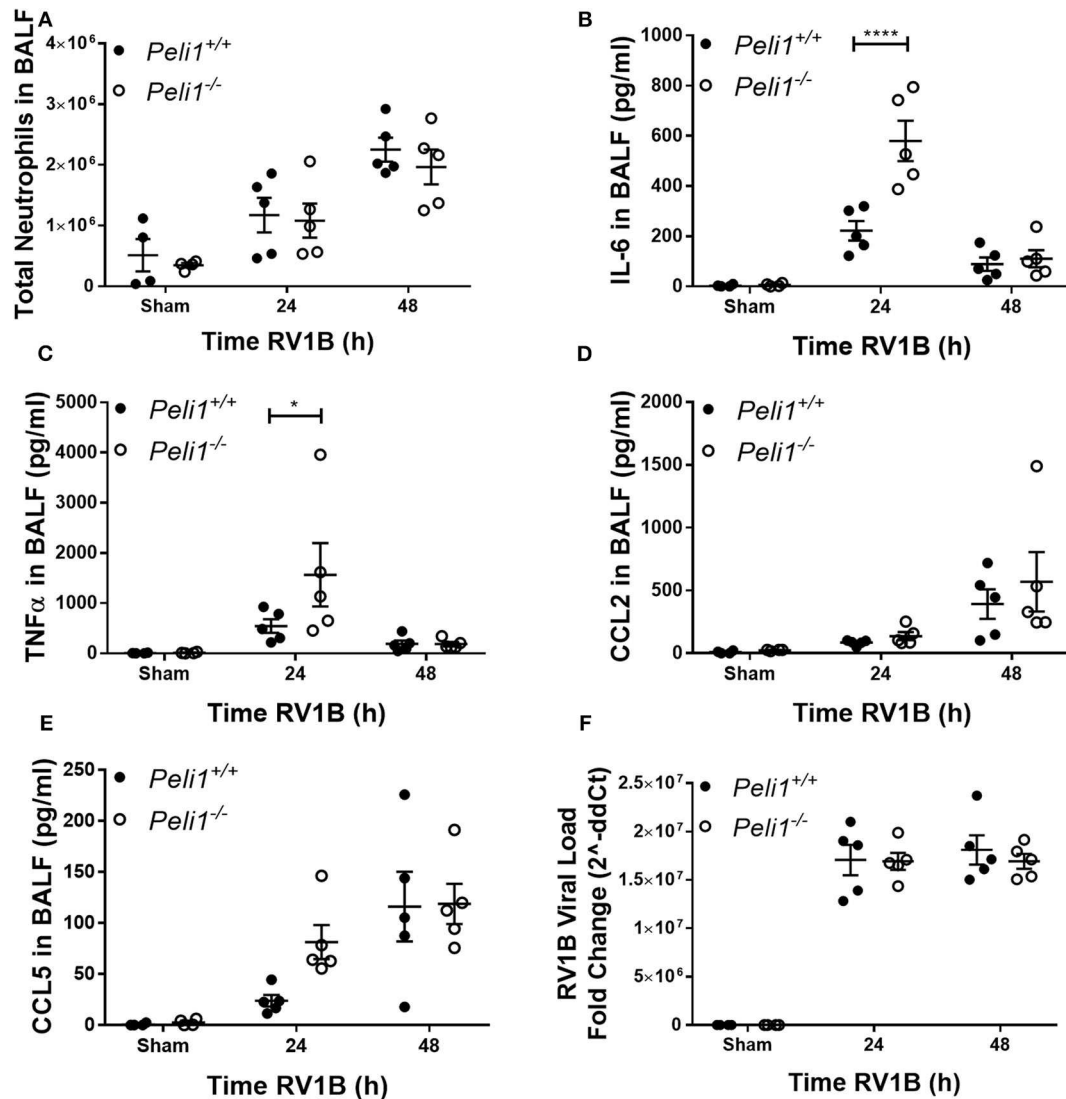 A
Total Neutrophils in BALF
4×10⁶
3×10⁶
2×10⁶
1×10⁶
0
Peli1+/+
Peli1-/-
Sham
24
48
Time RV1B (h)
B
IL-6 in BALF (pg/ml)
1000
800
600
400
200
0
Peli1+/+
Peli1-/-
****
Sham
24
48
Time RV1B (h)
C
TNFα in BALF (pg/ml)
5000
4000
3000
2000
1000
0
Peli1+/+
Peli1-/-
*
Sham
24
48
Time RV1B (h)
D
CCL2 in BALF (pg/ml)
2000
1500
1000
500
0
Peli1+/+
Peli1-/-
Sham
24
48
Time RV1B (h)
E
CCL5 in BALF (pg/ml)
250
200
150
100
50
0
Peli1+/+
Peli1-/-
Sham
24
48
Time RV1B (h)
F
RV1B Viral Load
Fold Change (2^-ddCt)
2.5×10⁷
2×10⁷
1.5×10⁷
1×10⁷
5×10⁶
0
Peli1+/+
Peli1-/-
Sham
24
48
Time RV1B (h)